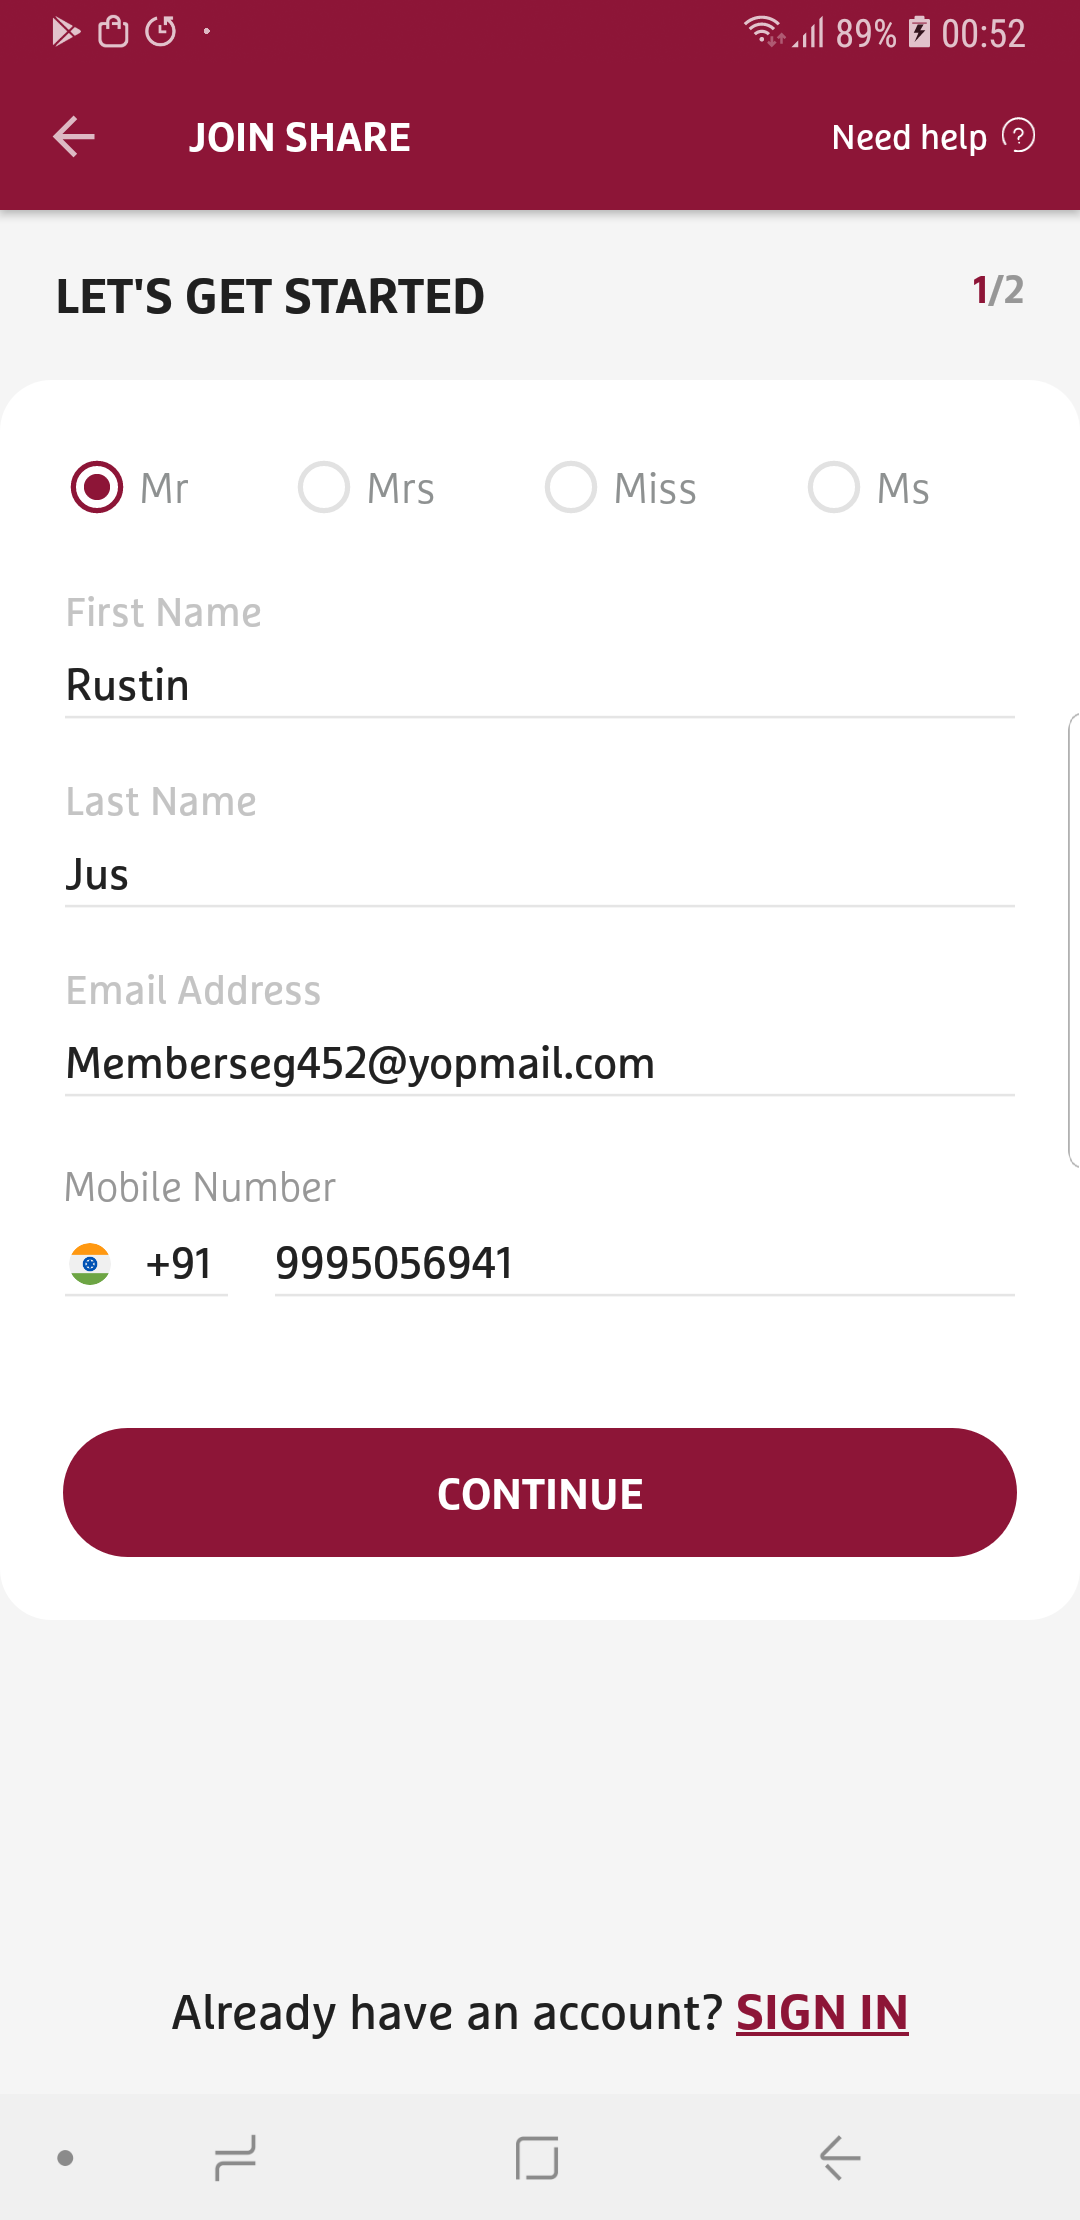 89% 00:52
JOIN SHARE Need help ?
LET'S GET STARTED 1/2
Mr Mrs Miss Ms
First Name
Rustin
Last Name
Jus
Email Address
Memberseg452@yopmail.com
Mobile Number
+91 9995056941
CONTINUE
Already have an account? SIGN IN